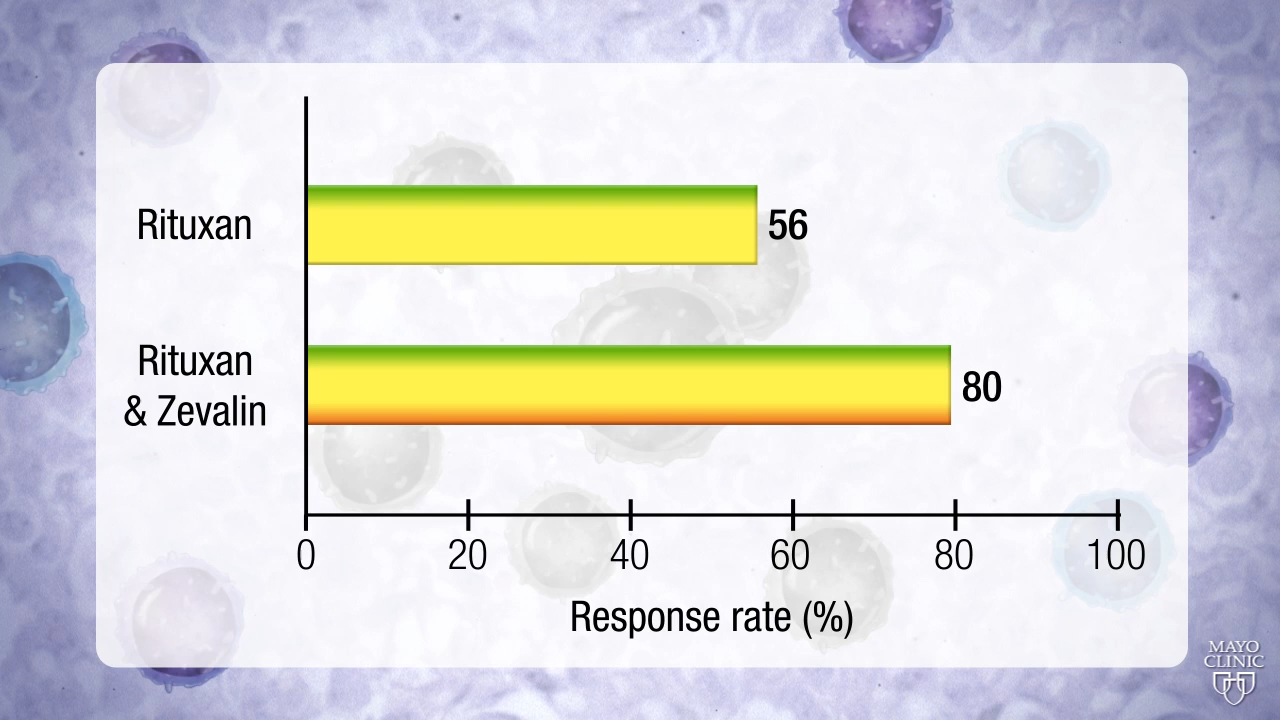 Rituxan
56
Rituxan
& Zevalin
80
0 20 40 60 80 100
Response rate (%)
MAYO
CLINIC